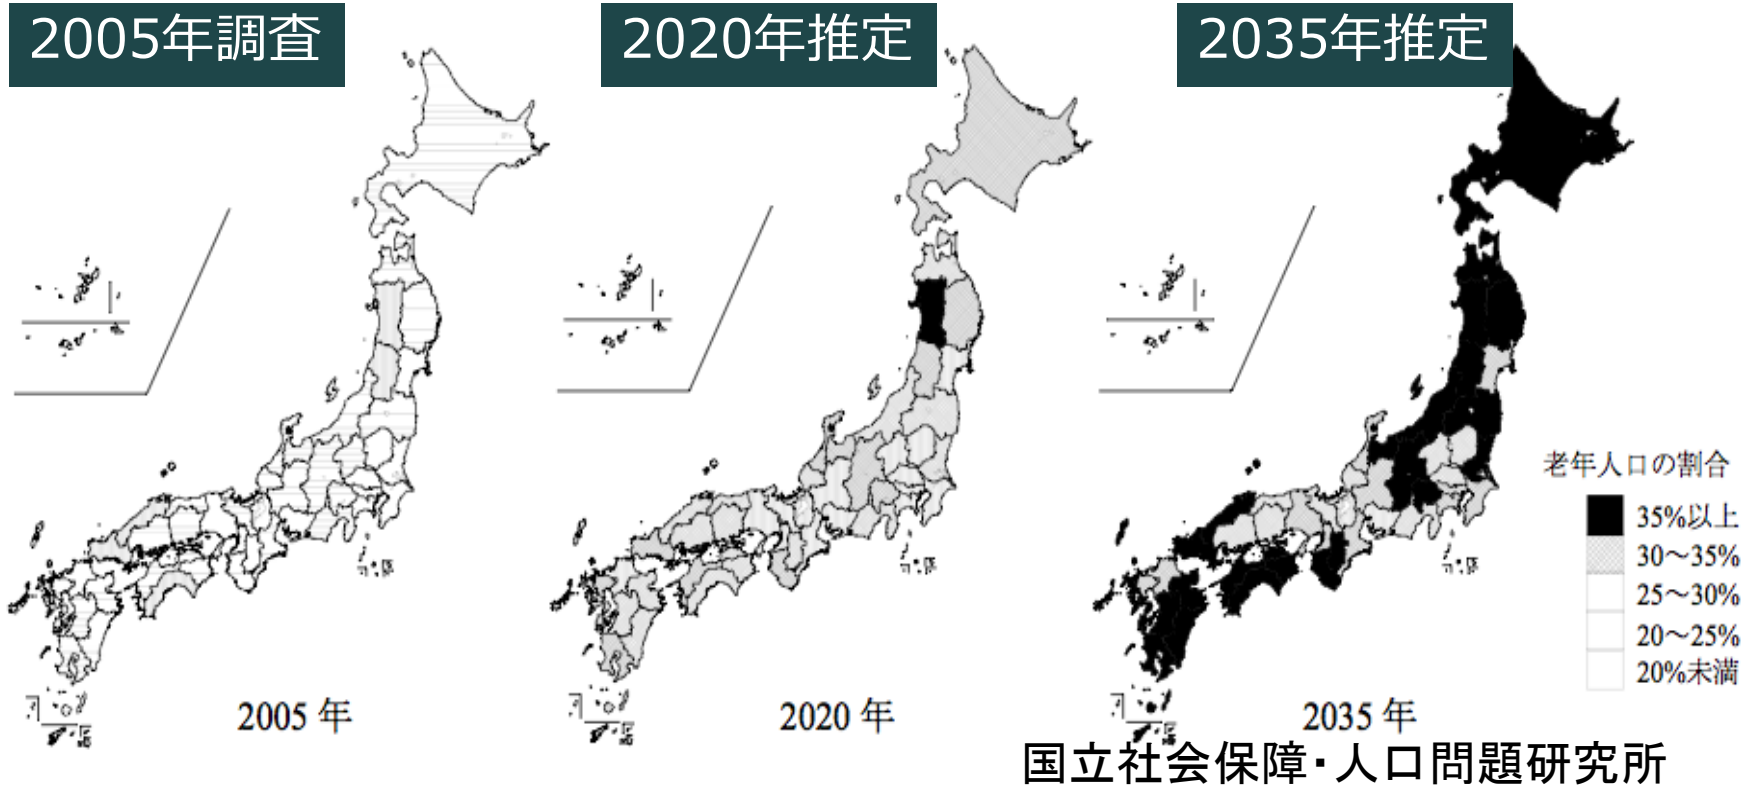 2005年調査
2020年推定
2035年推定
老年人口の割合
35%以上
30～35%
25～30%
20～25%
20%未満
2005 年
2020 年
2035 年
国立社会保障・人口問題研究所